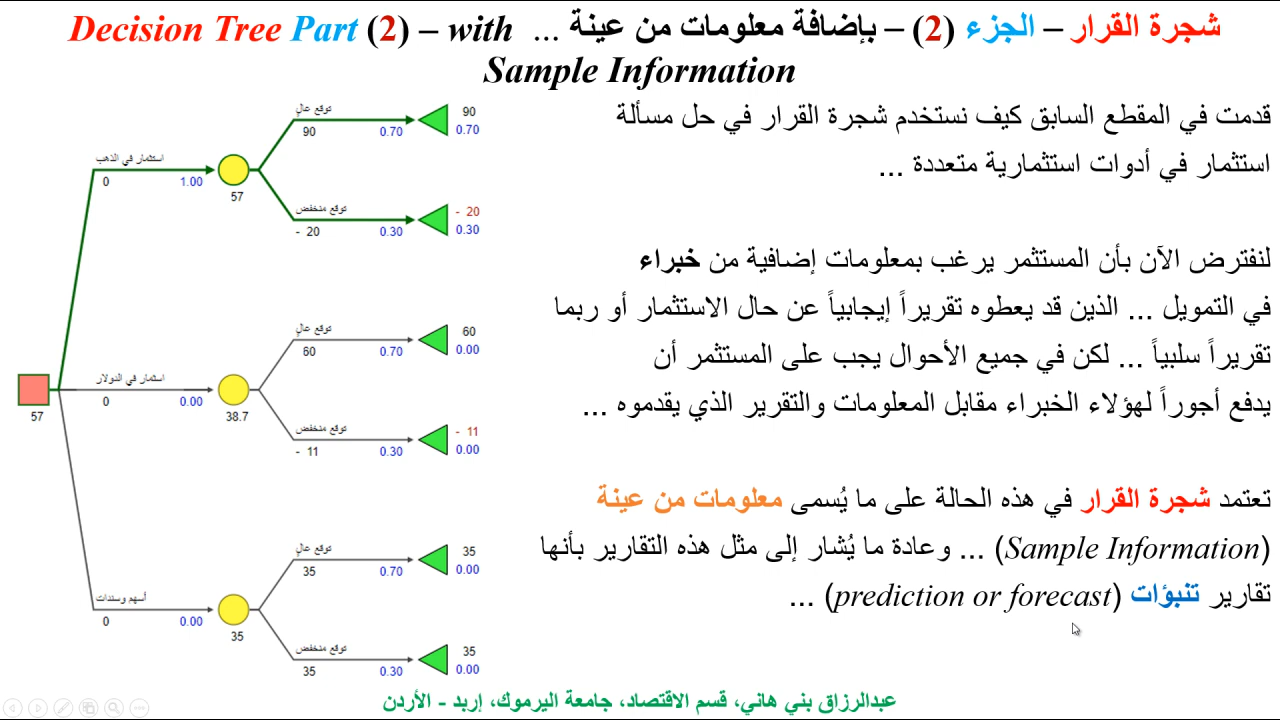 شجرة القرار – الجزء (2) – بإضافة معلومات من عينة ... Decision Tree Part (2) – with
Sample Information
قدمت في المقطع السابق كيف نستخدم شجرة القرار في حل مسألة
استثمار في أدوات استثمارية متعددة ...
لنفترض الآن بأن المستثمر يرغب بمعلومات إضافية من خبراء
في التمويل ... الذين قد يعطوه تقريراً إيجابياً عن حال الاستثمار أو ربما
تقريراً سلبياً ... لكن في جميع الأحوال يجب على المستثمر أن
يدفع أجوراً لهؤلاء الخبراء مقابل المعلومات والتقرير الذي يقدموه ...
تعتمد شجرة القرار في هذه الحالة على ما يُسمى معلومات من عينة
(Sample Information) ... وعادة ما يُشار إلى مثل هذه التقارير بأنها
تقارير تنبؤات (prediction or forecast) ...
توقع عالٍ
90 0.70
90
0.70
استثمار في الذهب
0 1.00
57
توقع منخفض
- 20 0.30
- 20
0.30
توقع عالٍ
60 0.70
60
0.00
استثمار في الدولار
0 0.00
57
38.7
توقع منخفض
- 11 0.30
- 11
0.00
توقع عالٍ
35 0.70
35
0.00
أسهم وسندات
0 0.00
35
توقع منخفض
35 0.30
35
0.00
عبدالرزاق بني هاني، قسم الاقتصاد، جامعة اليرموك، إربد - الأردن